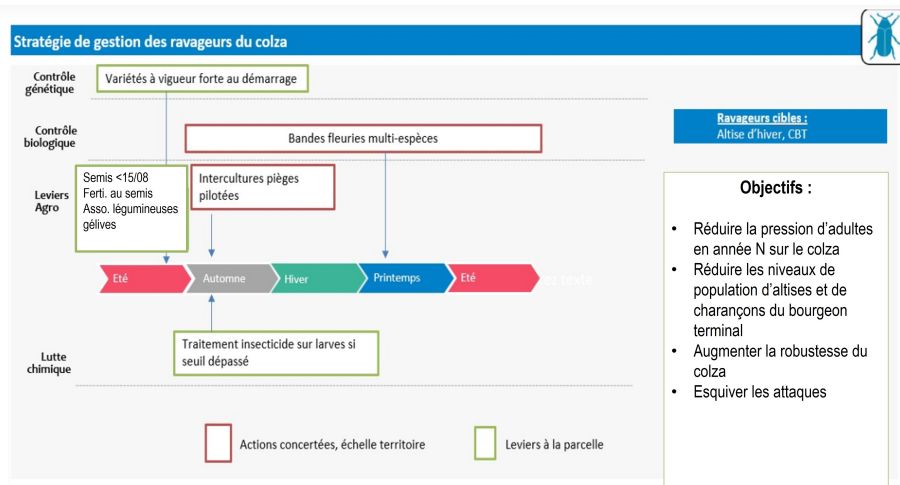 Stratégie de gestion des ravageurs du colza
Contrôle
génétique
Variétés à vigueur forte au démarrage
Contrôle
biologique
Bandes fleuries multi-espèces
Leviers
Agro
Semis <15/08
Ferti. au semis
Asso. légumineuses
gélives
Intercultures pièges
pilotées
Eté
Automne
Hiver
Printemps
Eté
ez texte
Lutte
chimique
Traitement insecticide sur larves si
seuil dépassé
Actions concertées, échelle territoire
Leviers à la parcelle
Ravageurs cibles :
Altise d'hiver, CBT
Objectifs :
• Réduire la pression d'adultes
en année N sur le colza
• Réduire les niveaux de
population d'altises et de
charançons du bourgeon
terminal
• Augmenter la robustesse du
colza
• Esquiver les attaques